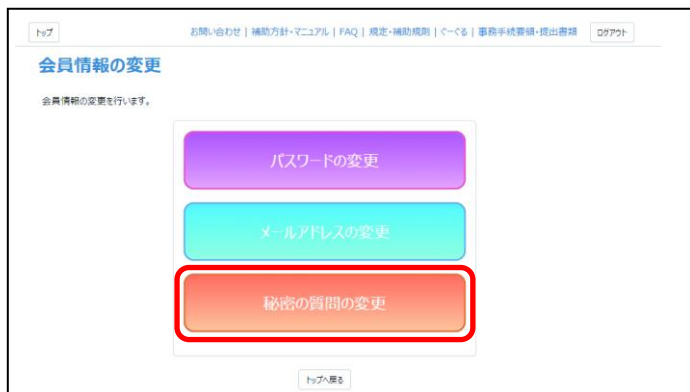 トップ
お問い合わせ | 補助方針・マニュアル | FAQ | 規定・補助規則 | ぐーぐる | 事務手続要領・提出書類
ログアウト
会員情報の変更
会員情報の変更を行います。
パスワードの変更
メールアドレスの変更
秘密の質問の変更
トップへ戻る